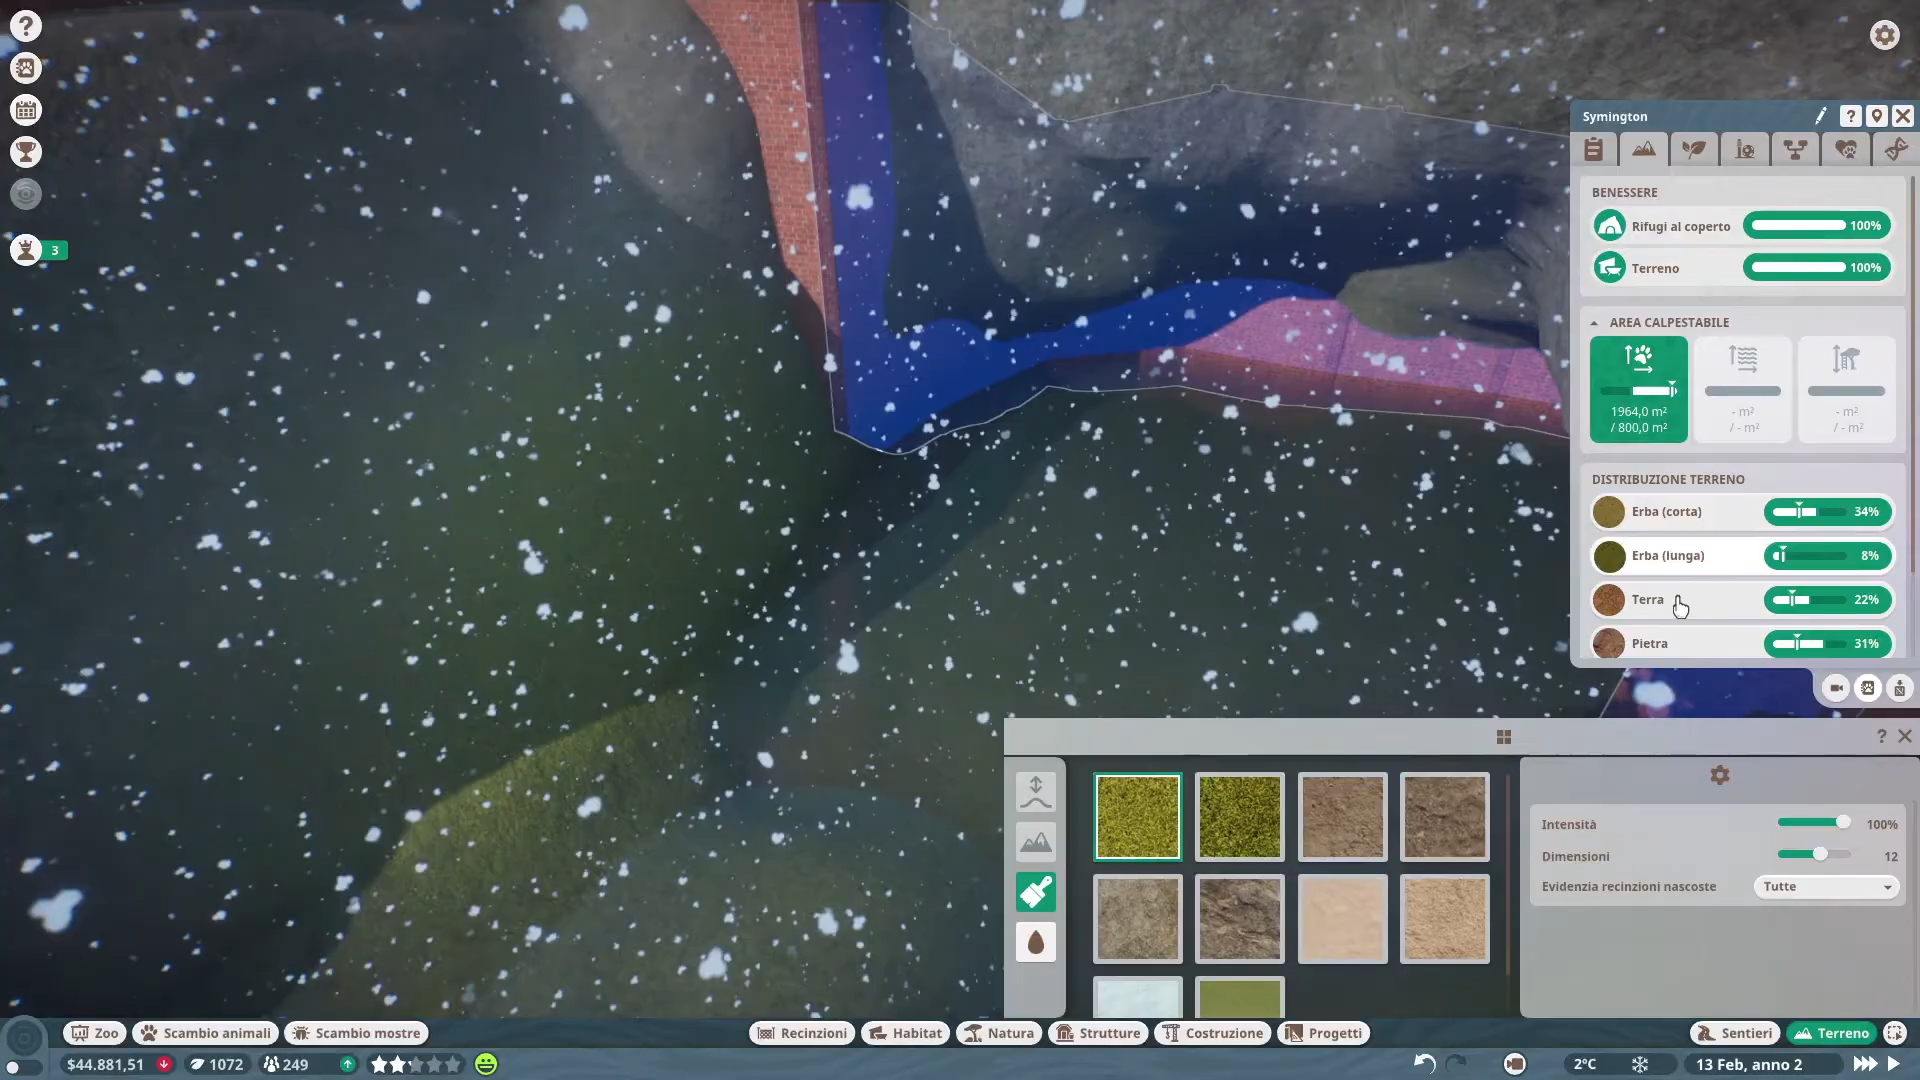 ?
3
Symington
?
BENESSERE
Rifugi al coperto 100%
Terreno 100%
AREA CALPESTABILE
1964,0 m²
/ 800,0 m²
- m²
/ - m²
- m²
/ - m²
DISTRIBUZIONE TERRENO
Erba (corta) 34%
Erba (lunga) 8%
Terra 22%
Pietra 31%
?
Intensità 100%
Dimensioni 12
Evidenzia recinzioni nascoste Tutte
Zoo Scambio animali Scambio mostre Recinzioni Habitat Natura Strutture Costruzione Progetti Sentieri Terreno
$44.881,51 1072 249 2°C 13 Feb, anno 2